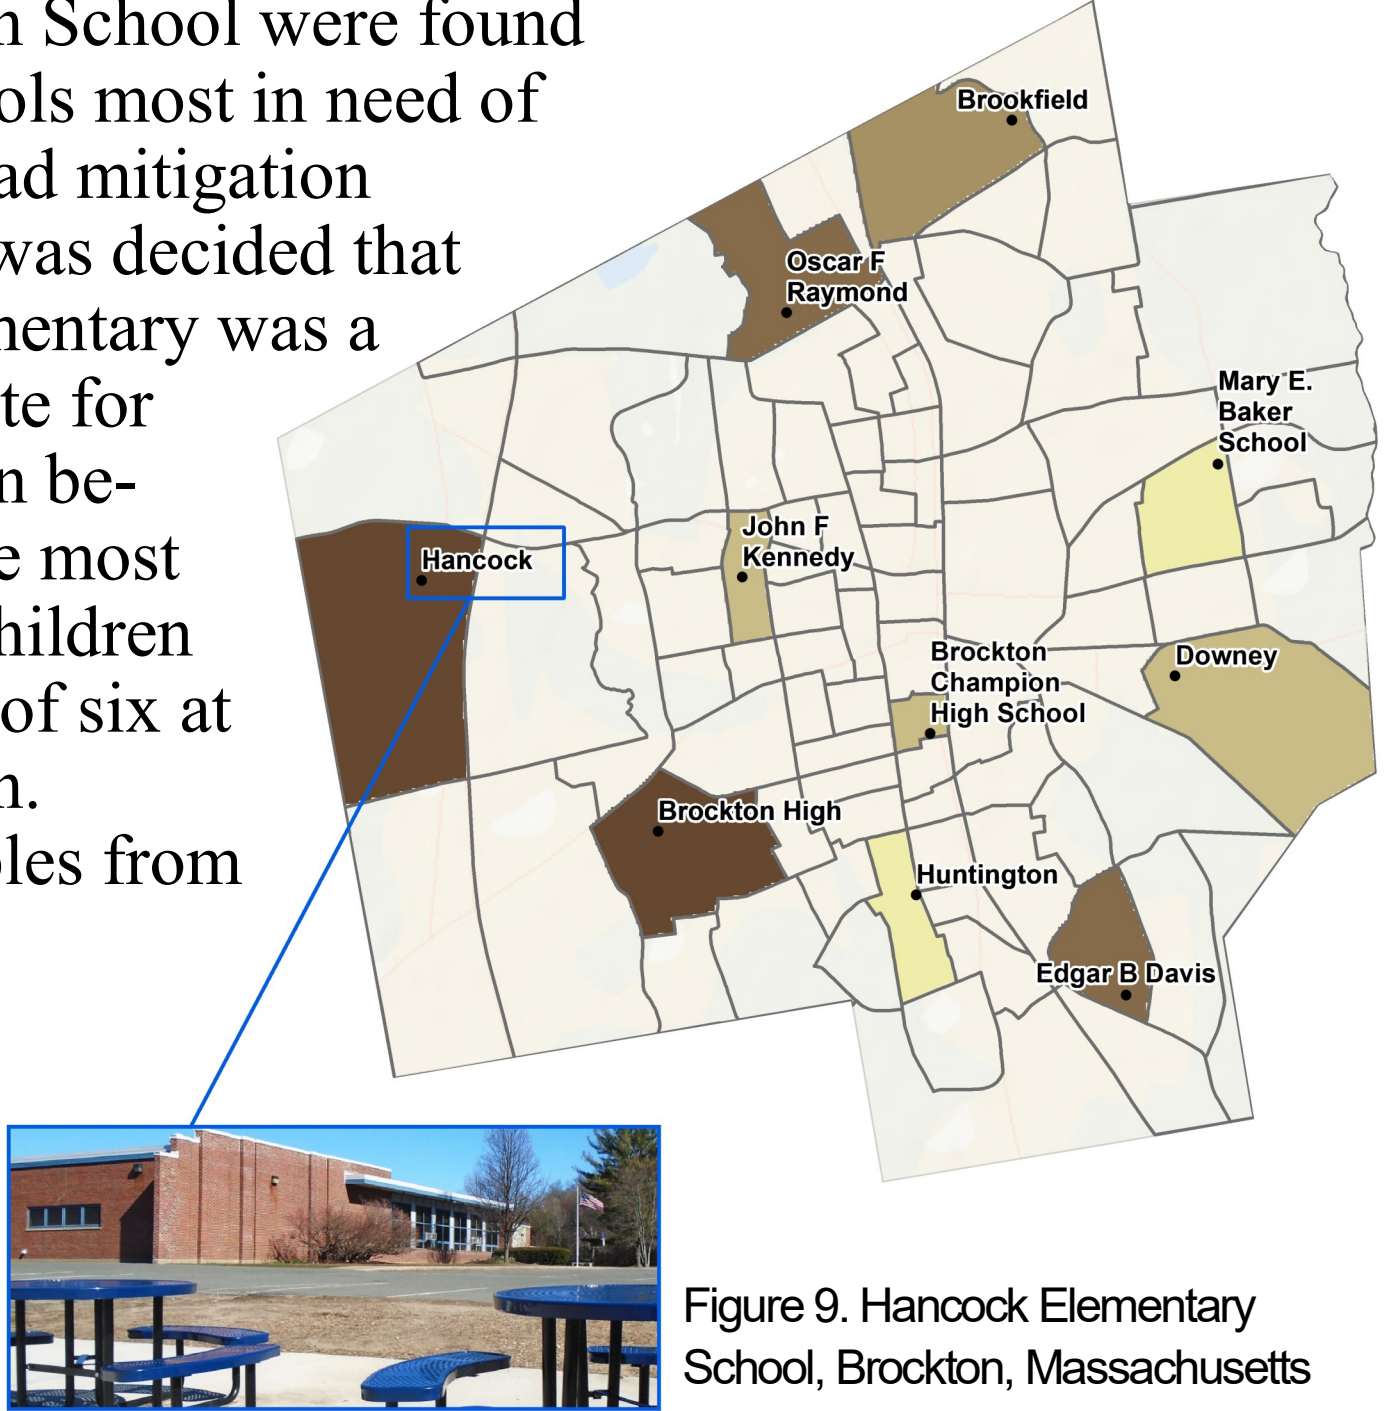 n School were found
ols most in need of
ad mitigation
was decided that
mentary was a
te for
n be-
e most
hildren
of six at
n.
ples from
Brookfield
Oscar F
Raymond
Mary E.
Baker
School
John F
Kennedy
Hancock
Brockton
Champion
High School
Downey
Brockton High
Huntington
Edgar B Davis
Figure 9. Hancock Elementary
School, Brockton, Massachusetts